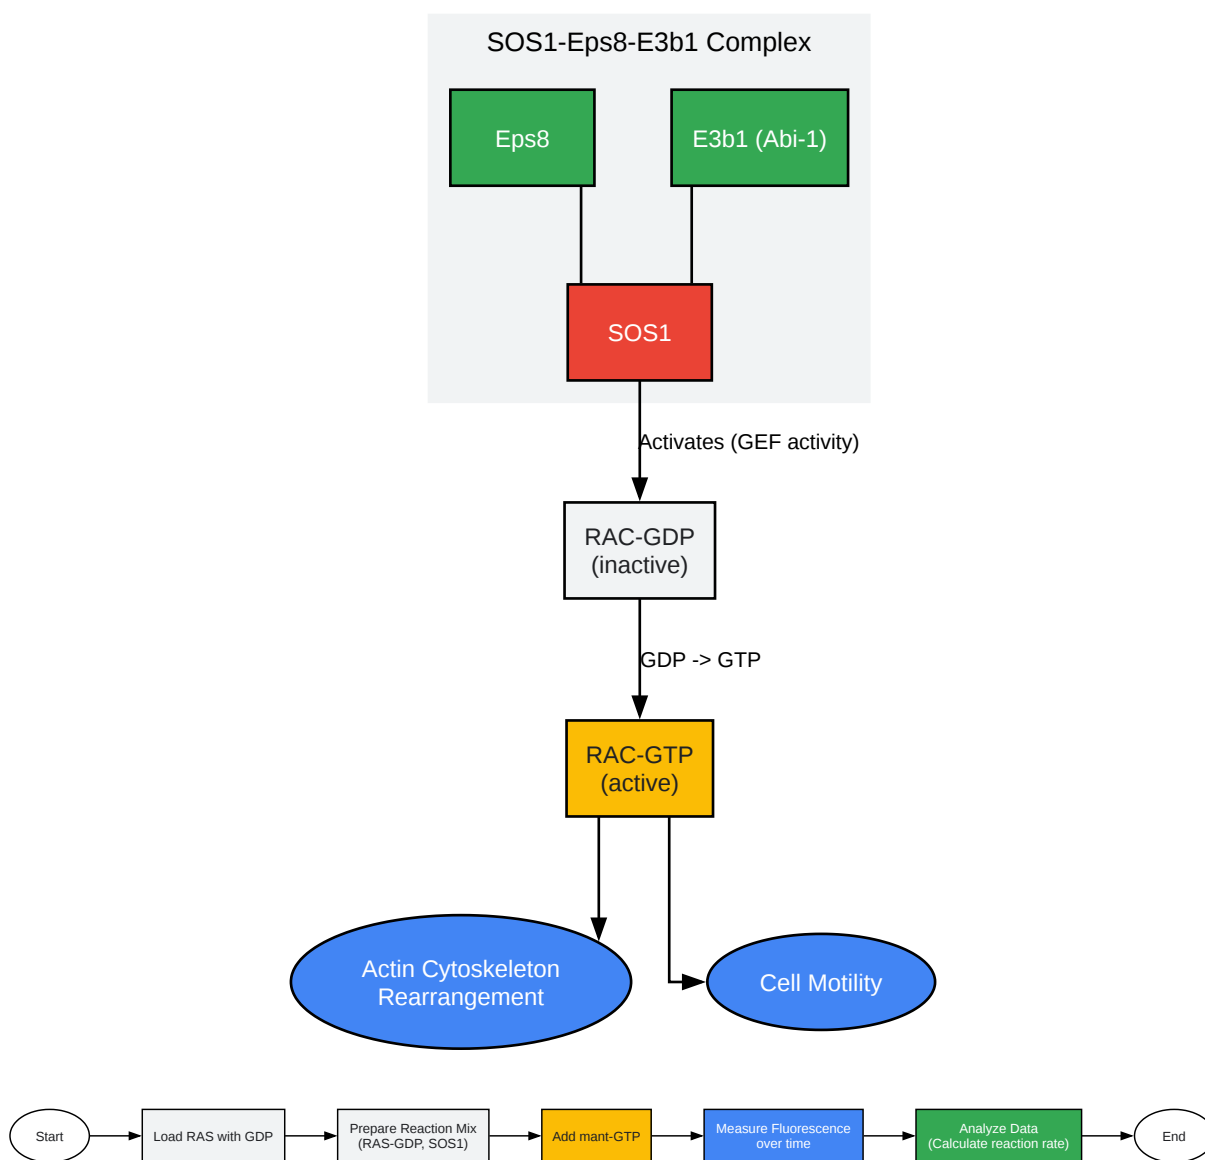 SOS1-Eps8-E3b1 Complex
Eps8
E3b1 (Abi-1)
SOS1
Activates (GEF activity)
RAC-GDP
(inactive)
GDP -> GTP
RAC-GTP
(active)
Actin Cytoskeleton
Rearrangement
Cell Motility
Start
Load RAS with GDP
Prepare Reaction Mix
(RAS-GDP, SOS1)
Add mant-GTP
Measure Fluorescence
over time
Analyze Data
(Calculate reaction rate)
End